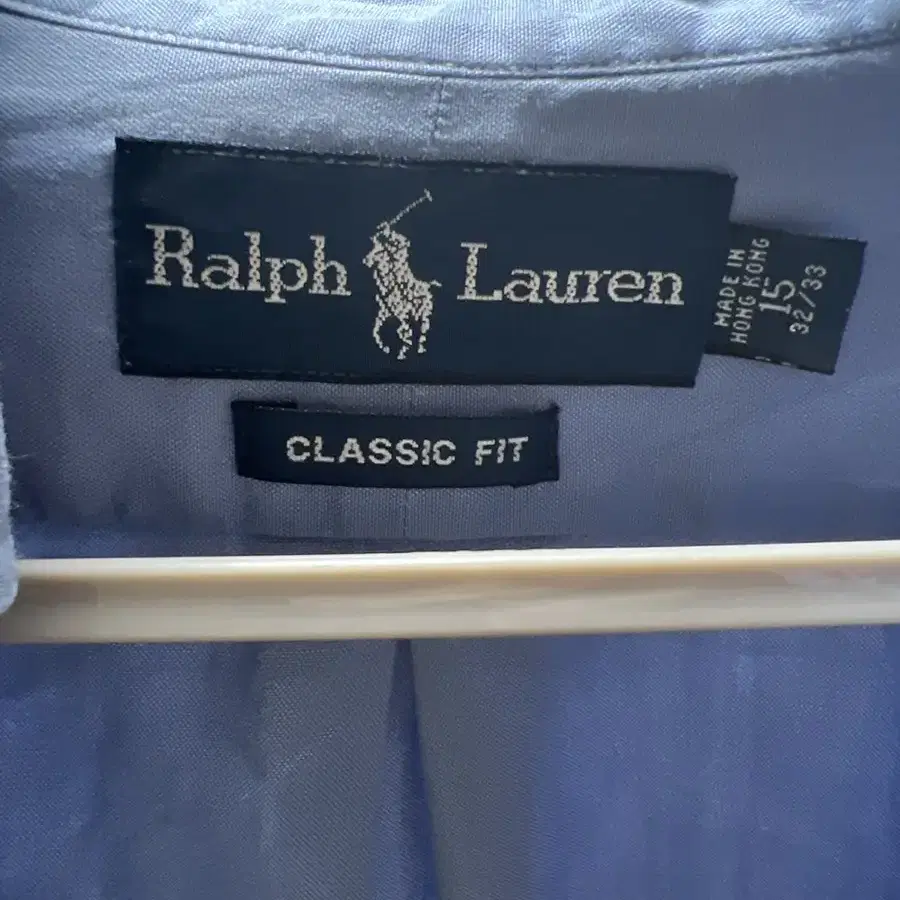 Ralph Lauren
MADE IN
HONG KONG
15
32/33
CLASSIC FIT